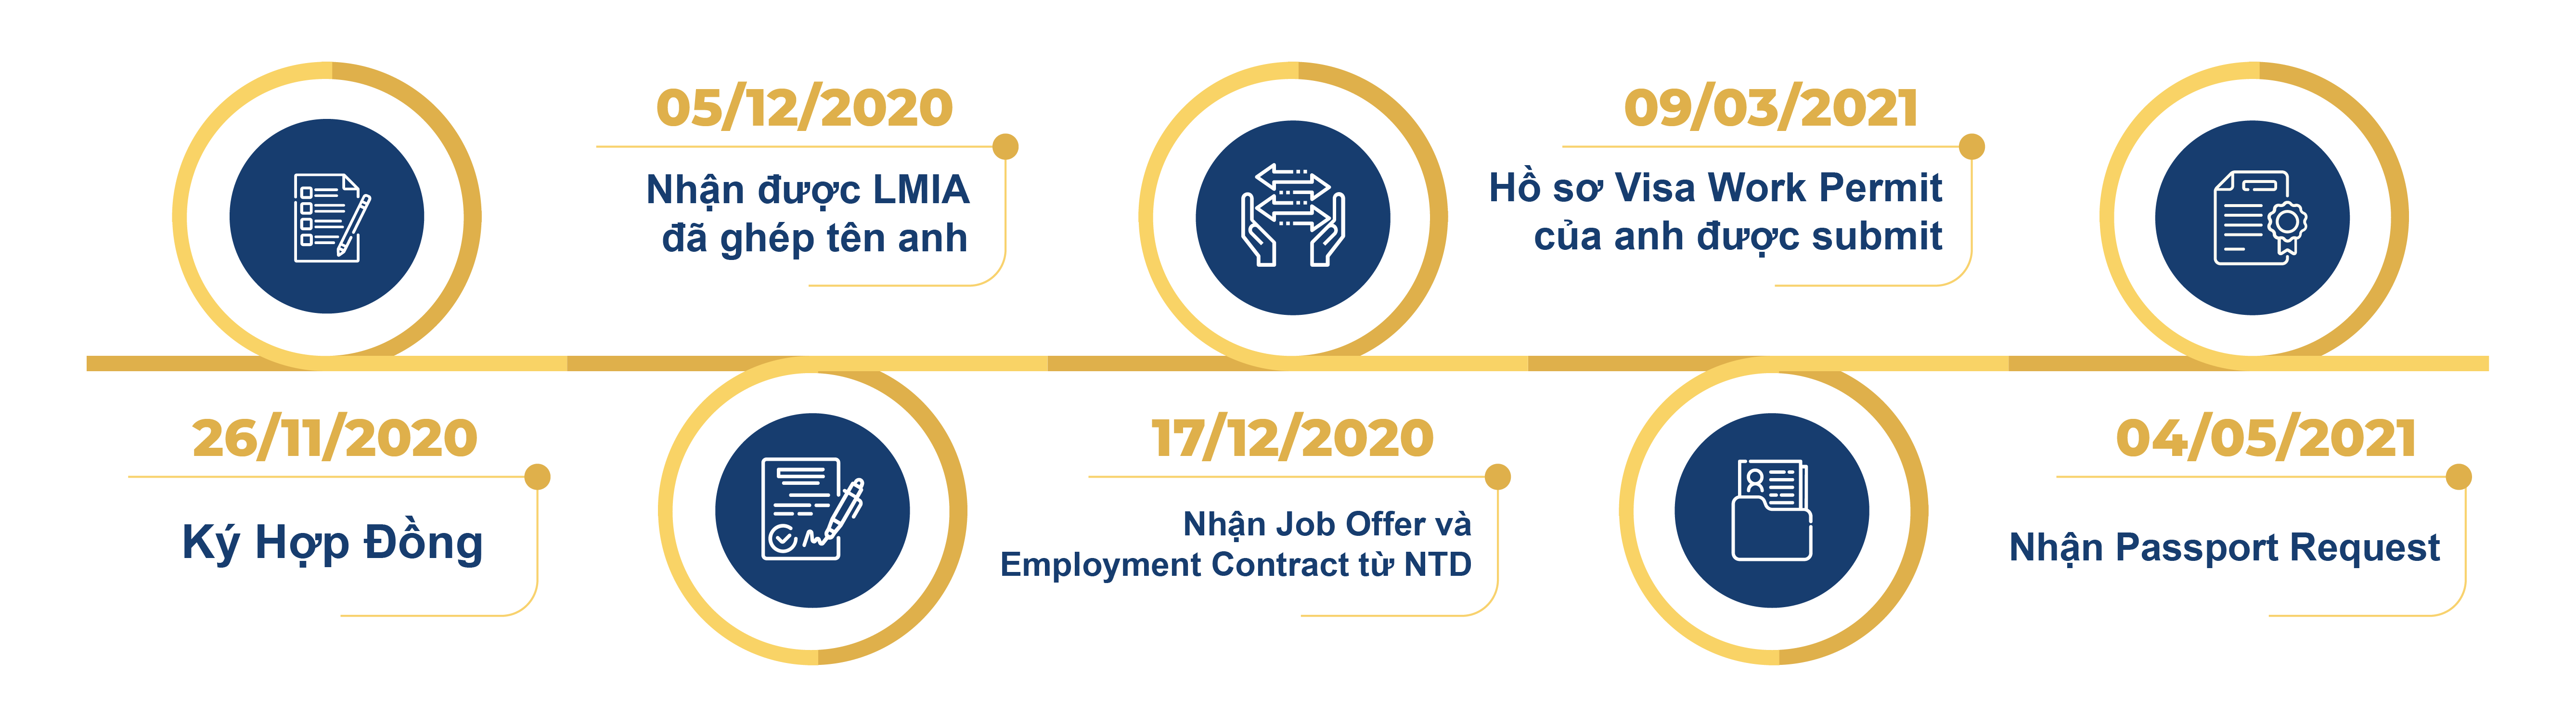 26/11/2020
Ký Hợp Đồng
05/12/2020
Nhận được LMIA
đã ghép tên anh
17/12/2020
Nhận Job Offer và
Employment Contract từ NTD
09/03/2021
Hồ sơ Visa Work Permit
của anh được submit
04/05/2021
Nhận Passport Request